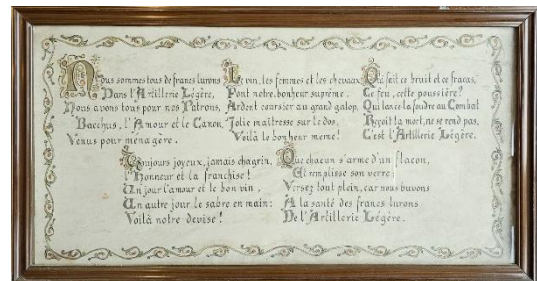 Nous sommes tous de francs lurons
Dans l'Artillerie Légère,
Nous avons tous pour nos Patrons,
Bacchus, l'Amour et le Canon,
Venus pour ménagère.
Le vin, les femmes et les chevaux
Font notre bonheur suprême.
Ardent coursier au grand galop,
Jolie maîtresse sur le dos,
Voilà le bonheur meme!
Où fait ce bruit et ce fracas,
Ce feu, cette poussière?
Qui lance la foudre au Combat
Reçoit la mort, ne se rend pas,
C'est l'Artillerie Légère.
Toujours joyeux, jamais chagrin,
l'Honneur et la franchise!
Un jour l'amour et le bon vin,
Un autre jour le sabre en main:
Voilà notre devise!
Que chacun s'arme d'un flacon,
Et remplisse son verre;
Versez tout plein, car nous buvons
A la santé des francs lurons
De l'Artillerie Légère.